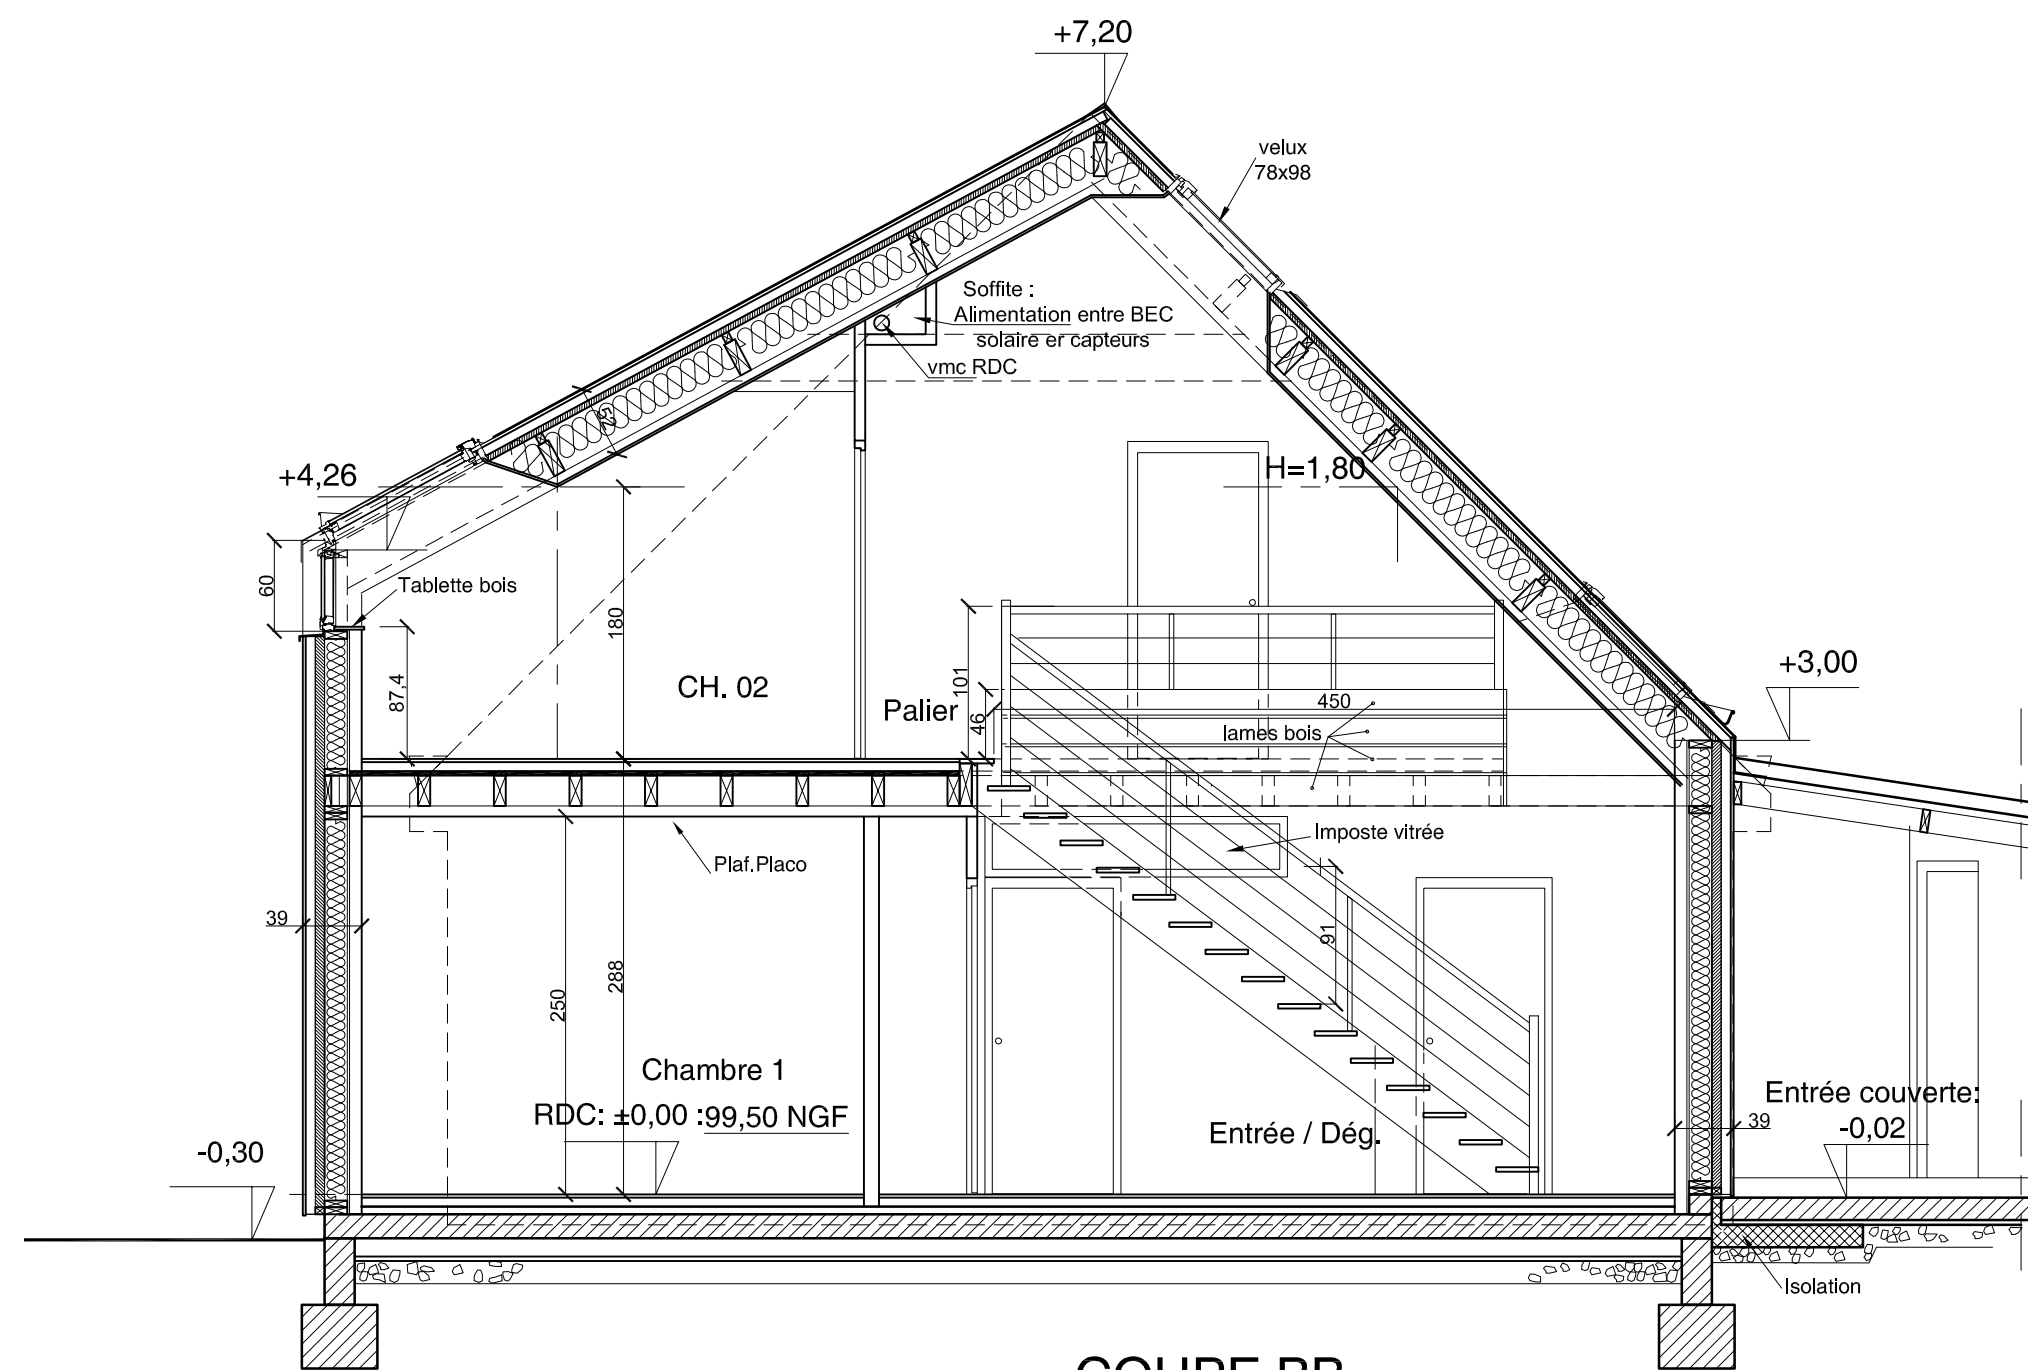 +7,20
velux
78x98
Soffite :
Alimentation entre BEC
solaire er capteurs
vmc RDC
52
+4,26
H=1,80
60
Tablette bois
180
87,4
CH. 02
Palier
101
46
450
lames bois
+3,00
Imposte vitrée
Plaf.Placo
39
91
288
250
Chambre 1
RDC: ±0,00 :99,50 NGF
Entrée / Dég.
Entrée couverte:
-0,02
39
-0,30
Isolation
COUPE BB